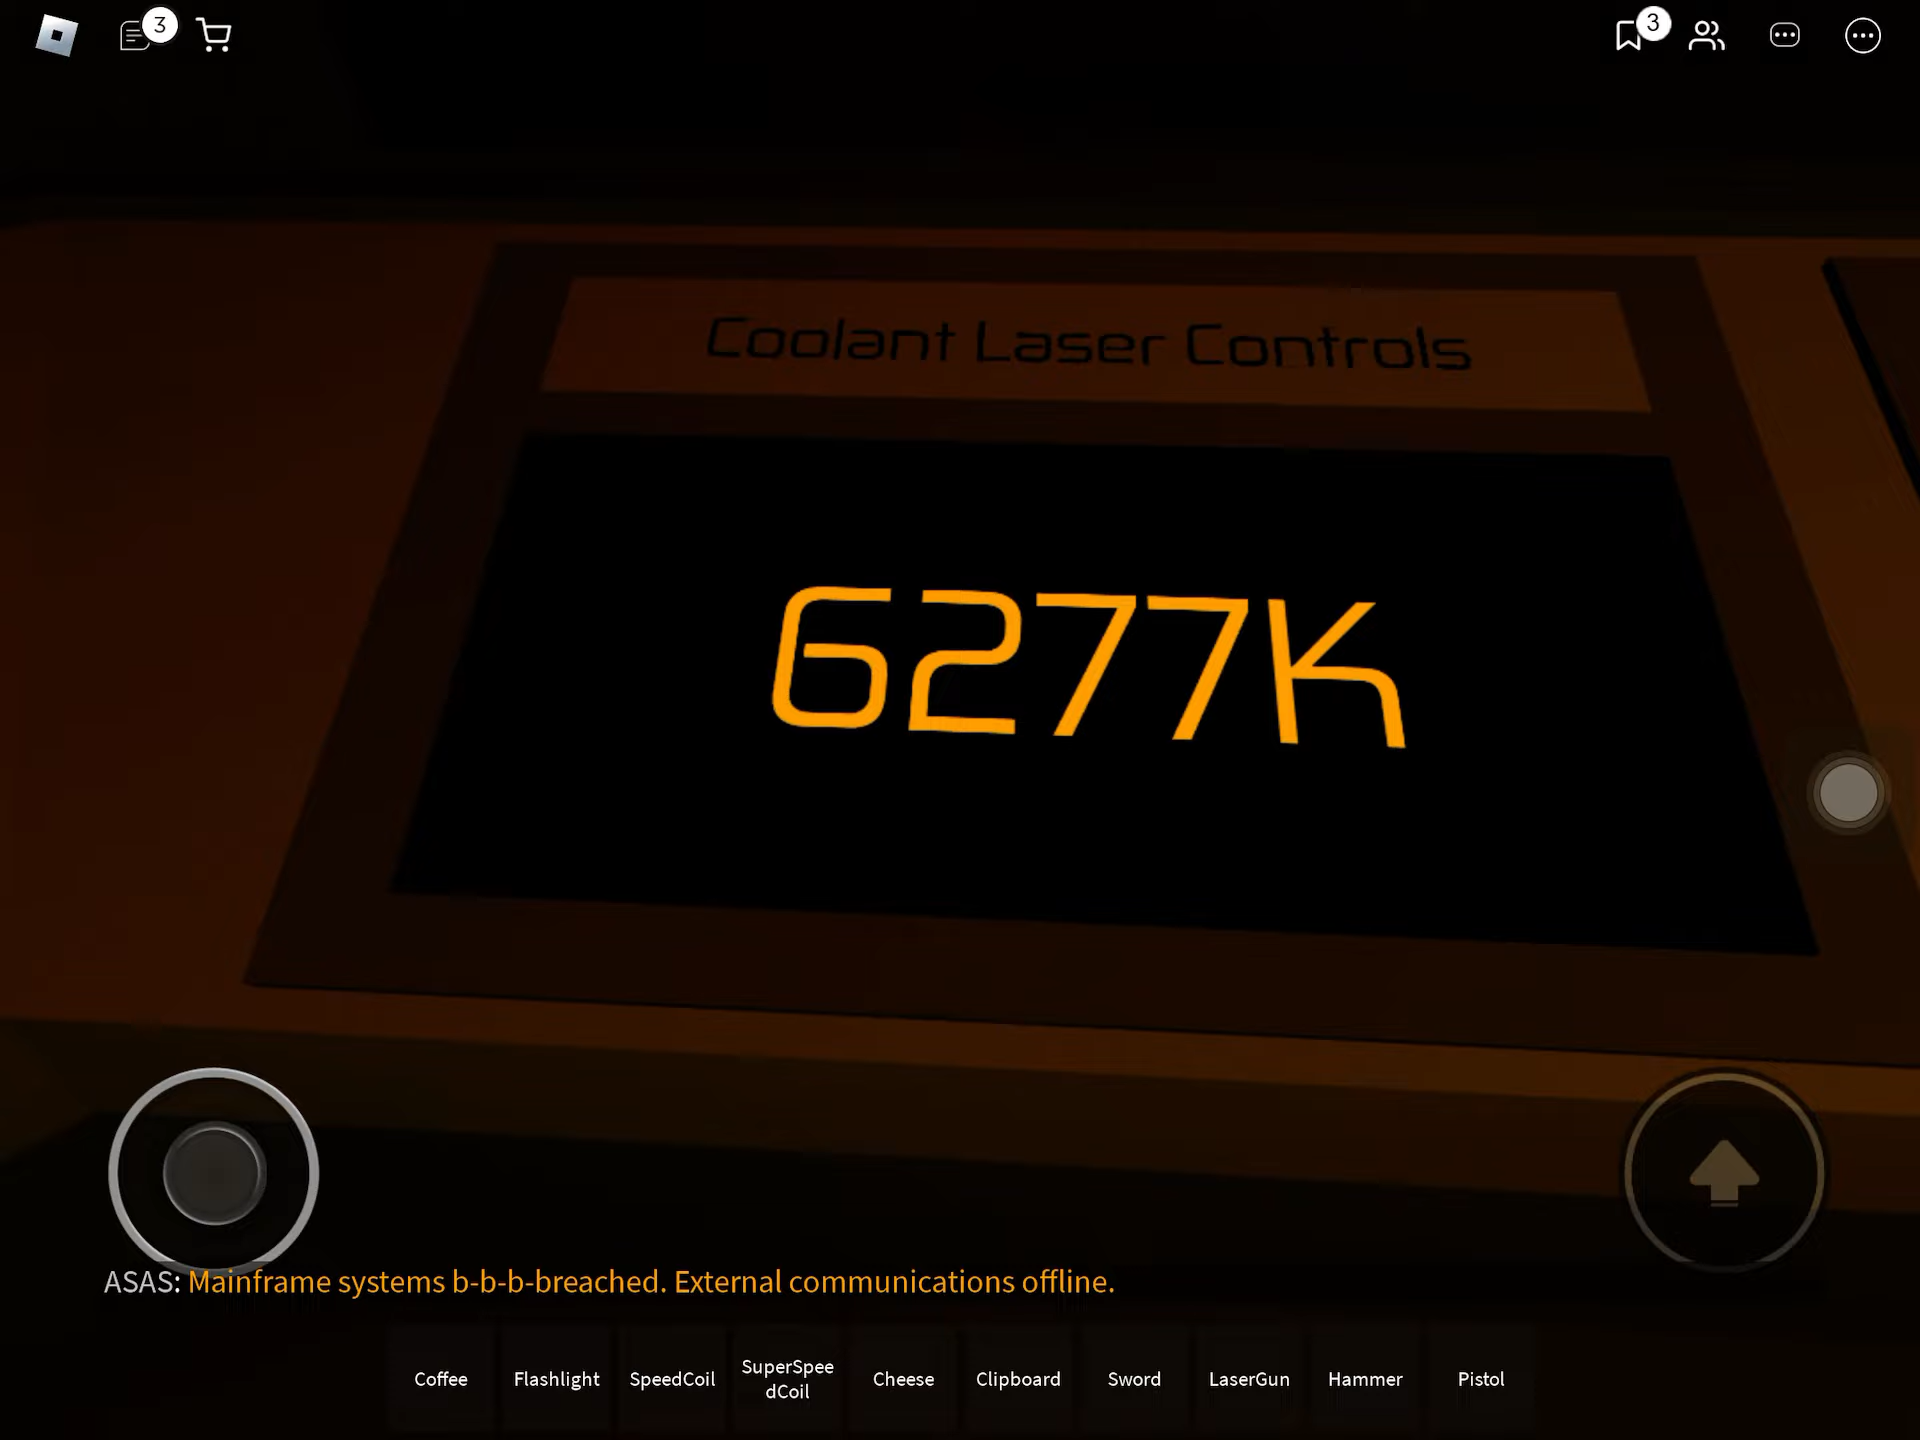 3
3
Coolant Laser Controls
6277K
ASAS: Mainframe systems b-b-b-breached. External communications offline.
Coffee
Flashlight
SpeedCoil
SuperSpee
dCoil
Cheese
Clipboard
Sword
LaserGun
Hammer
Pistol